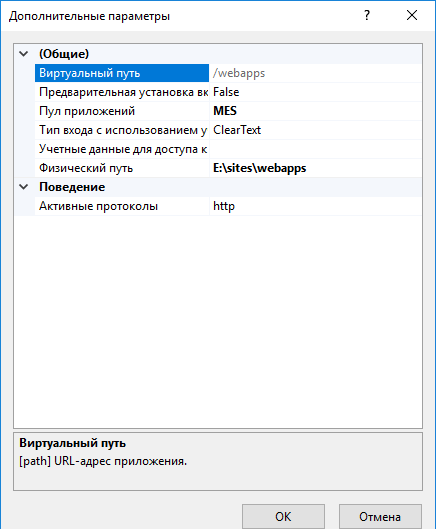 Дополнительные параметры
(Общие)
Виртуальный путь /webapps
Предварительная установка вк False
Пул приложений MES
Тип входа с использованием у ClearText
Учетные данные для доступа к
Физический путь E:\sites\webapps
Поведение
Активные протоколы http
Виртуальный путь
[path] URL-адрес приложения.
OK Отмена